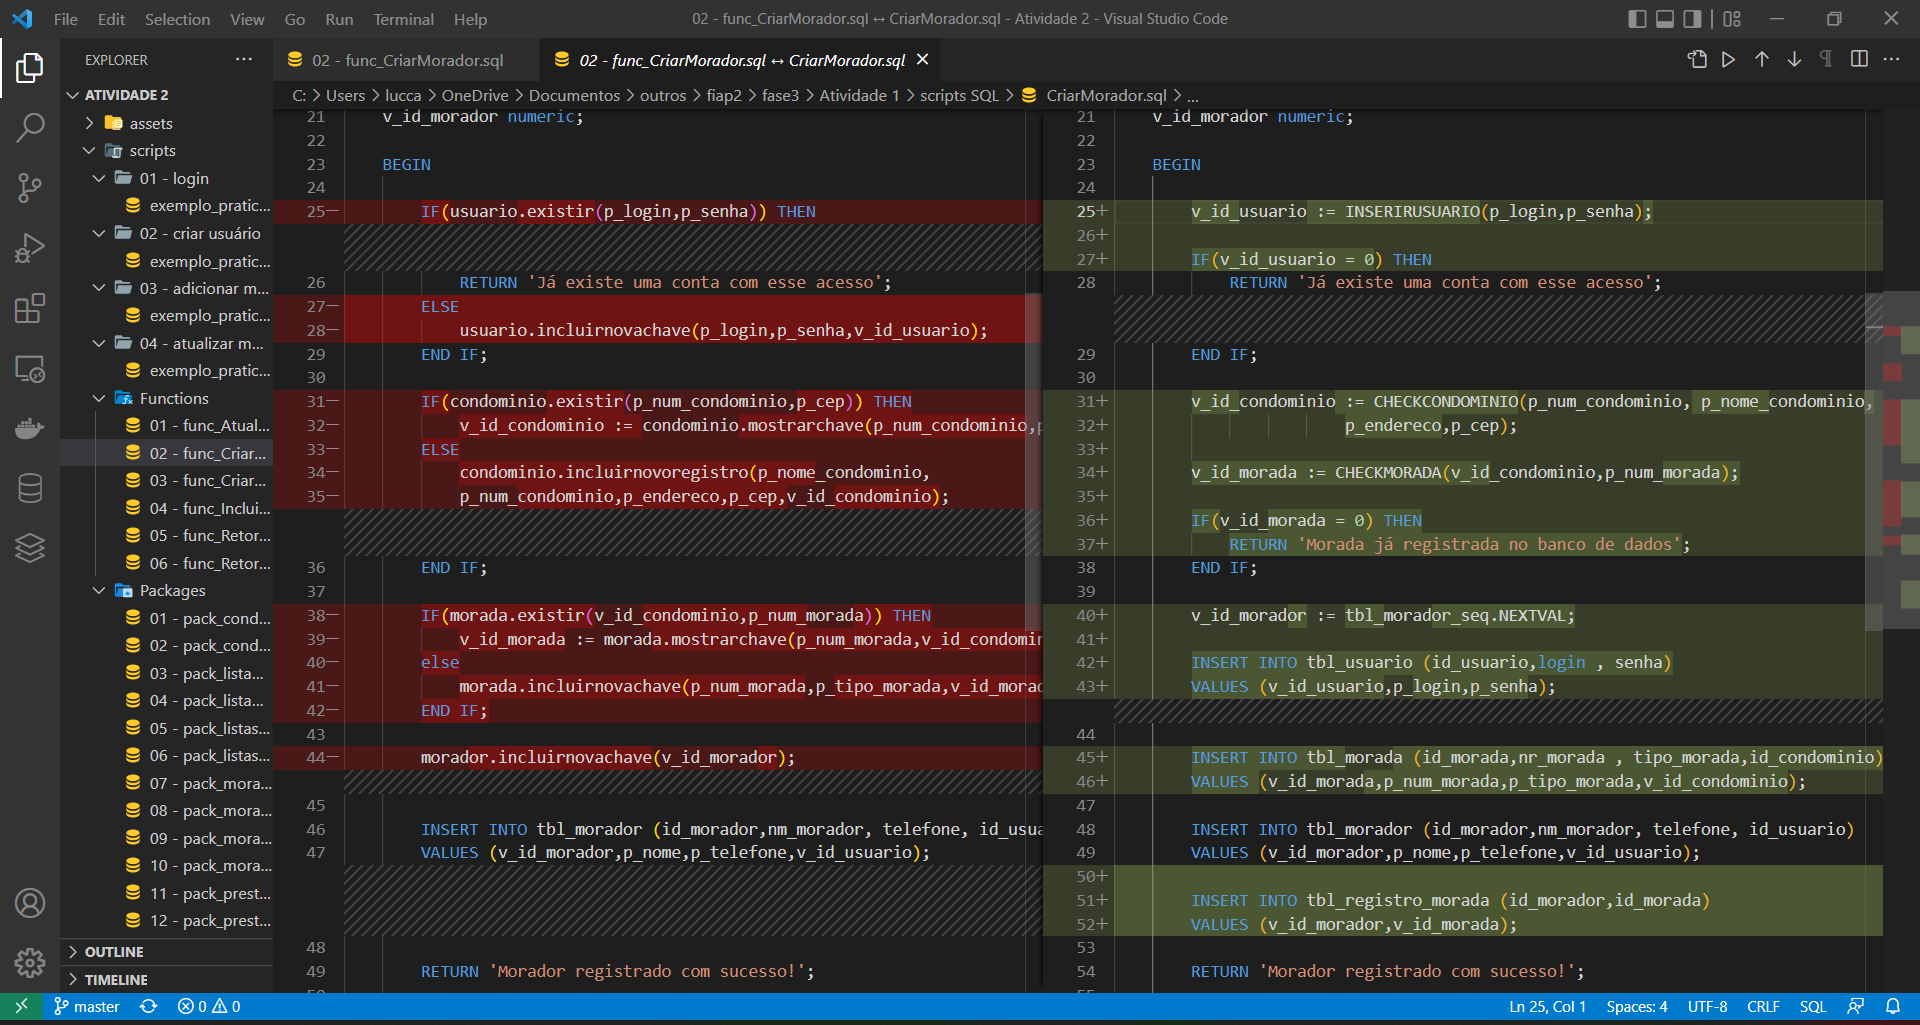 File Edit Selection View Go Run Terminal Help
02 - func_CriarMorador.sql ↔ CriarMorador.sql - Atividade 2 - Visual Studio Code
EXPLORER
02 - func_CriarMorador.sql
02 - func_CriarMorador.sql ↔ CriarMorador.sql
C: > Users > lucca > OneDrive > Documentos > outros > fiap2 > fase3 > Atividade 1 > scripts SQL > CriarMorador.sql > ...
ATIVIDADE 2
assets
scripts
01 - login
exemplo_pratic...
02 - criar usuário
exemplo_pratic...
03 - adicionar m...
exemplo_pratic...
04 - atualizar m...
exemplo_pratic...
Functions
01 - func_Atual...
02 - func_Criar...
03 - func_Criar...
04 - func_Inclui...
05 - func_Retor...
06 - func_Retor...
Packages
01 - pack_cond...
02 - pack_cond...
03 - pack_lista...
04 - pack_lista...
05 - pack_listas...
06 - pack_listas...
07 - pack_mora...
08 - pack_mora...
09 - pack_mora...
10 - pack_mora...
11 - pack_prest...
12 - pack_prest...
OUTLINE
TIMELINE
21 v_id_morador numeric;
22
23 BEGIN
24
25— IF(usuario.existir(p_login,p_senha)) THEN
26 RETURN 'Já existe uma conta com esse acesso';
27— ELSE
28— usuario.incluirnovachave(p_login,p_senha,v_id_usuario);
29 END IF;
30
31— IF(condominio.existir(p_num_condominio,p_cep)) THEN
32— v_id_condominio := condominio.mostrarchave(p_num_condominio,p
33— ELSE
34— condominio.incluirnovoregistro(p_nome_condominio,
35— p_num_condominio,p_endereco,p_cep,v_id_condominio);
36 END IF;
37
38— IF(morada.existir(v_id_condominio,p_num_morada)) THEN
39— v_id_morada := morada.mostrarchave(p_num_morada,v_id_condomin
40— else
41— morada.incluirnovachave(p_num_morada,p_tipo_morada,v_id_morad
42— END IF;
43
44— morador.incluirnovachave(v_id_morador);
45
46 INSERT INTO tbl_morador (id_morador,nm_morador, telefone, id_usua
47 VALUES (v_id_morador,p_nome,p_telefone,v_id_usuario);
48
49 RETURN 'Morador registrado com sucesso!';
21 v_id_morador numeric;
22
23 BEGIN
24
25+ v_id_usuario := INSERIRUSUARIO(p_login,p_senha);
26+
27+ IF(v_id_usuario = 0) THEN
28 RETURN 'Já existe uma conta com esse acesso';
29 END IF;
30
31+ v_id_condominio := CHECKCONDOMINIO(p_num_condominio, p_nome_condominio,
32+ p_endereco,p_cep);
33+
34+ v_id_morada := CHECKMORADA(v_id_condominio,p_num_morada);
35+
36+ IF(v_id_morada = 0) THEN
37+ RETURN 'Morada já registrada no banco de dados';
38 END IF;
39
40+ v_id_morador := tbl_morador_seq.NEXTVAL;
41+
42+ INSERT INTO tbl_usuario (id_usuario,login , senha)
43+ VALUES (v_id_usuario,p_login,p_senha);
44
45+ INSERT INTO tbl_morada (id_morada,nr_morada , tipo_morada,id_condominio)
46+ VALUES (v_id_morada,p_num_morada,p_tipo_morada,v_id_condominio);
47
48 INSERT INTO tbl_morador (id_morador,nm_morador, telefone, id_usuario)
49 VALUES (v_id_morador,p_nome,p_telefone,v_id_usuario);
50+
51+ INSERT INTO tbl_registro_morada (id_morador,id_morada)
52+ VALUES (v_id_morador,v_id_morada);
53
54 RETURN 'Morador registrado com sucesso!';
master 0 0
Ln 25, Col 1 Spaces: 4 UTF-8 CRLF SQL